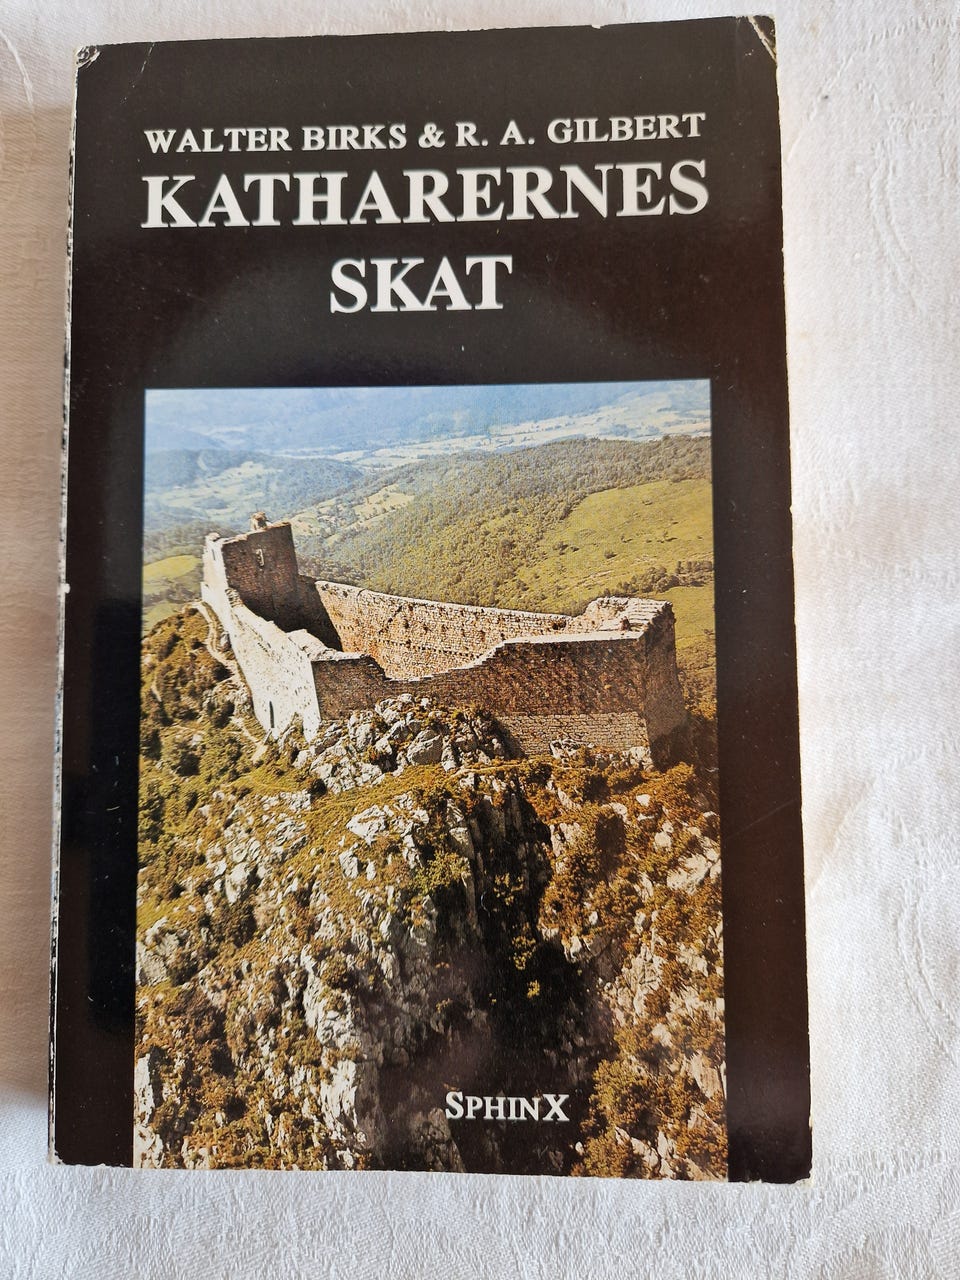 WALTER BIRKS & R. A. GILBERT
KATHARERNES
SKAT
SPHINX